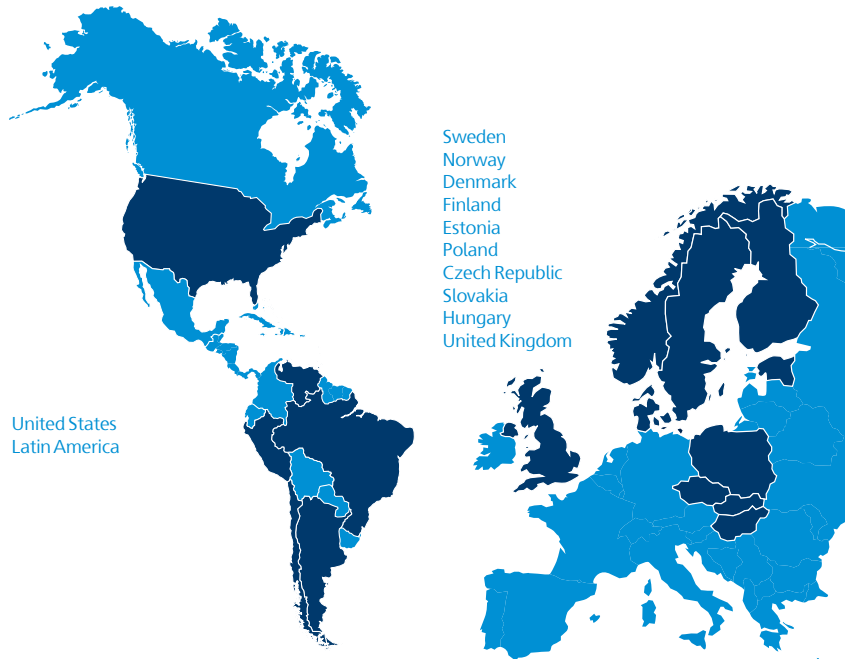 Sweden
Norway
Denmark
Finland
Estonia
Poland
Czech Republic
Slovakia
Hungary
United Kingdom
United States
Latin America